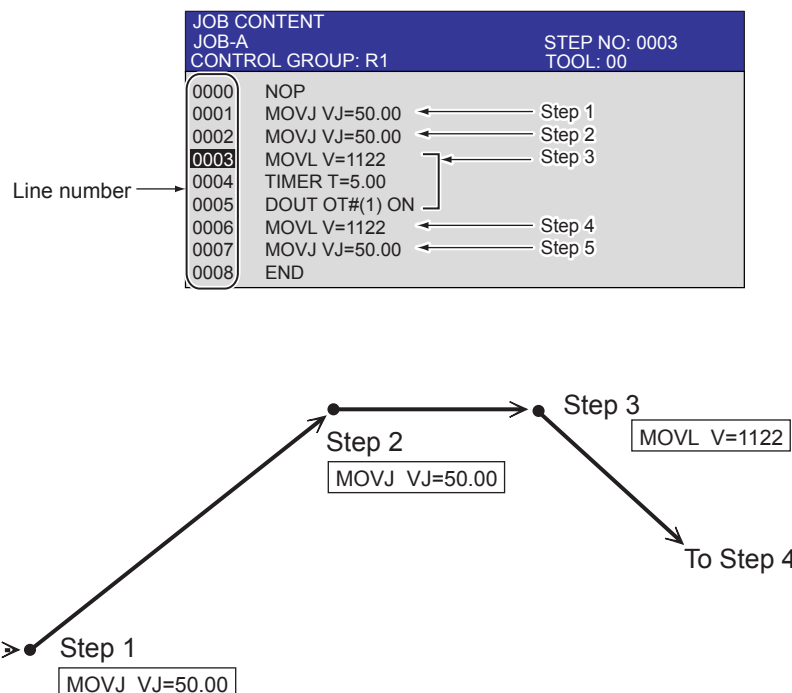 JOB CONTENT
JOB-A STEP NO: 0003
CONTROL GROUP: R1 TOOL: 00
0000 NOP
0001 MOVJ VJ=50.00 Step 1
0002 MOVJ VJ=50.00 Step 2
0003 MOVL V=1122 Step 3
Line number 0004 TIMER T=5.00
0005 DOUT OT#(1) ON
0006 MOVL V=1122 Step 4
0007 MOVJ VJ=50.00 Step 5
0008 END
Step 3
MOVL V=1122
Step 2
MOVJ VJ=50.00
To Step 4
Step 1
MOVJ VJ=50.00